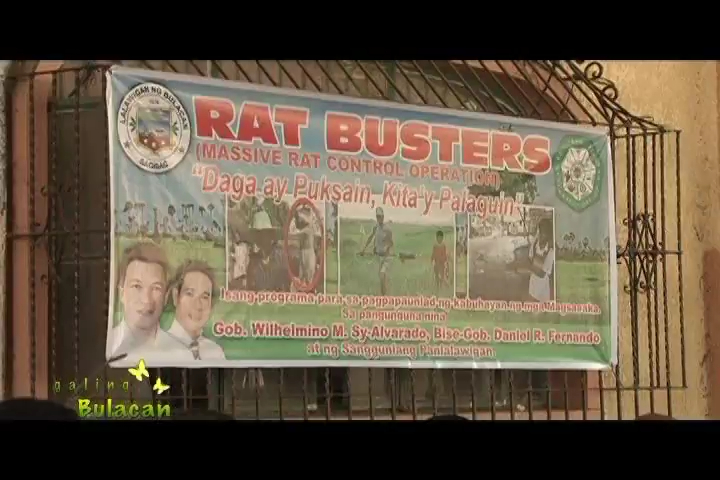 LALAWIGAN NG BULACAN
RAT BUSTERS
(MASSIVE RAT CONTROL OPERATION)
"Daga ay Puksain, Kita'y Palaguin"
Isang programa para sa pagpapaunlad ng kabuhayan ng mga Magsasaka.
Sa pangunguna nina
Gob. Wilhelmino M. Sy-Alvarado, Bise-Gob. Daniel R. Fernando
at ng Sangguniang Panlalawigan
galing
Bulacan